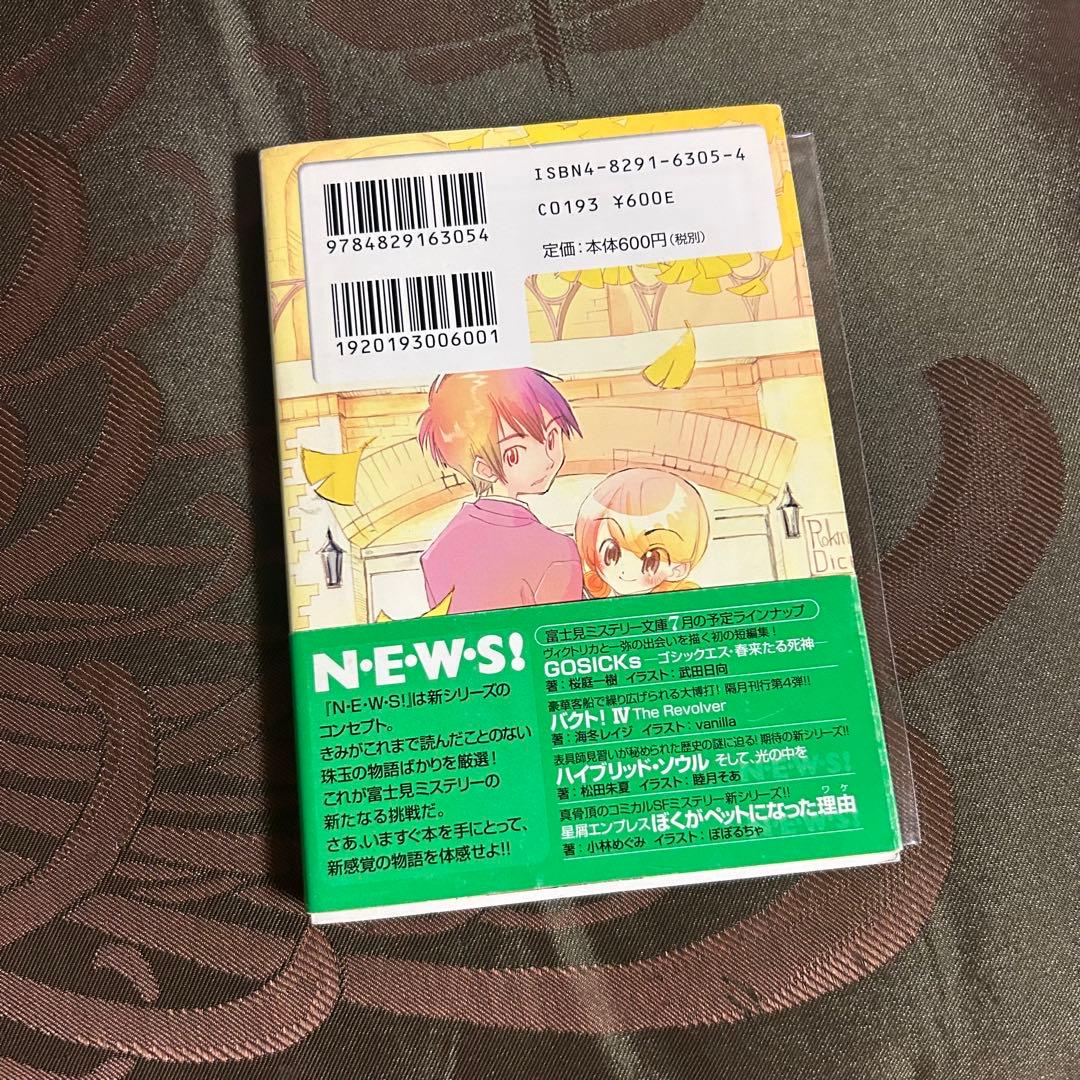 ISBN4-8291-6305-4
C0193 ¥600E
定価：本体600円（税別）
9784829163054
1920193006001
N・E・W・S!
『N・E・W・S!』は新シリーズの
コンセプト。
きみがこれまで読んだことのない
珠玉の物語ばかりを厳選！
これが富士見ミステリーの
新たなる挑戦だ。
さあ、いますぐ本を手にとって、
新感覚の物語を体感せよ!!
富士見ミステリー文庫7月の予定ラインナップ
ヴィクトリカと一弥の出会いを描く初の短編集！
GOSICKs―ゴシックエス・春来たる死神―
著：桜庭一樹 イラスト：武田日向
豪華客船で繰り広げられる大博打！ 隔月刊行第4弾!!
バクト！ Ⅳ The Revolver
著：海冬レイジ イラスト：vanilla
表具師見習いが秘められた歴史の謎に迫る！期待の新シリーズ!!
ハイブリッド・ソウル そして、光の中を
著：松田朱夏 イラスト：睦月そあ
真骨頂のコミカルSFミステリー新シリーズ!!
星屑エンプレス ぼくがペットになった理由
ワケ
著：小林めぐみ イラスト：ぽぽるちゃ